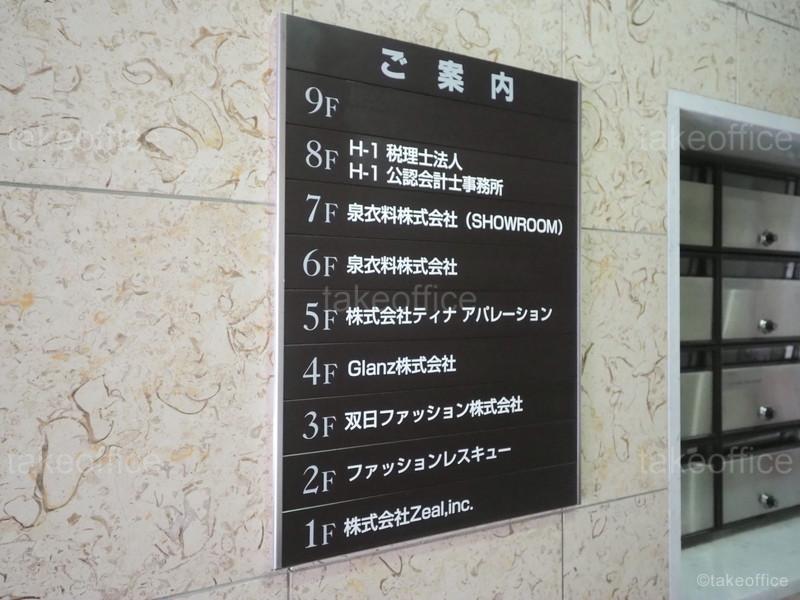 ご案内
9F
8F H-1 税理士法人
H-1 公認会計士事務所
7F 泉衣料株式会社（SHOWROOM）
6F 泉衣料株式会社
5F 株式会社ティナ アパレーション
4F Glanz株式会社
3F 双日ファッション株式会社
2F ファッションレスキュー
1F 株式会社Zeal,inc.
takeoffice
takeoffice
takeoffice
takeoffice
takeoffice
©takeoffice